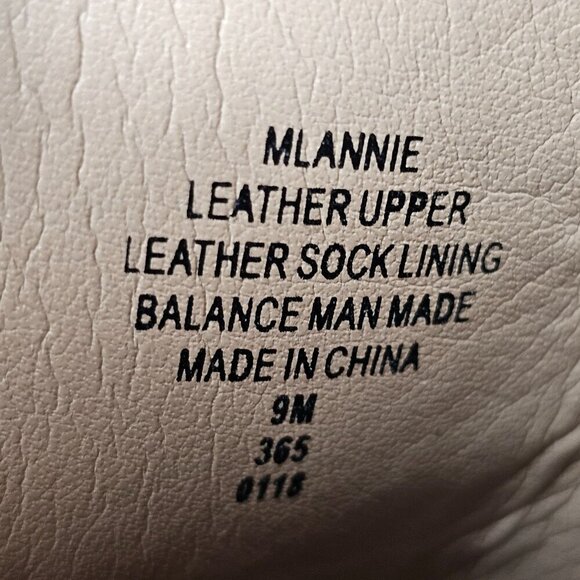 MLANNIE
LEATHER UPPER
LEATHER SOCK LINING
BALANCE MAN MADE
MADE IN CHINA
9M
365
0118